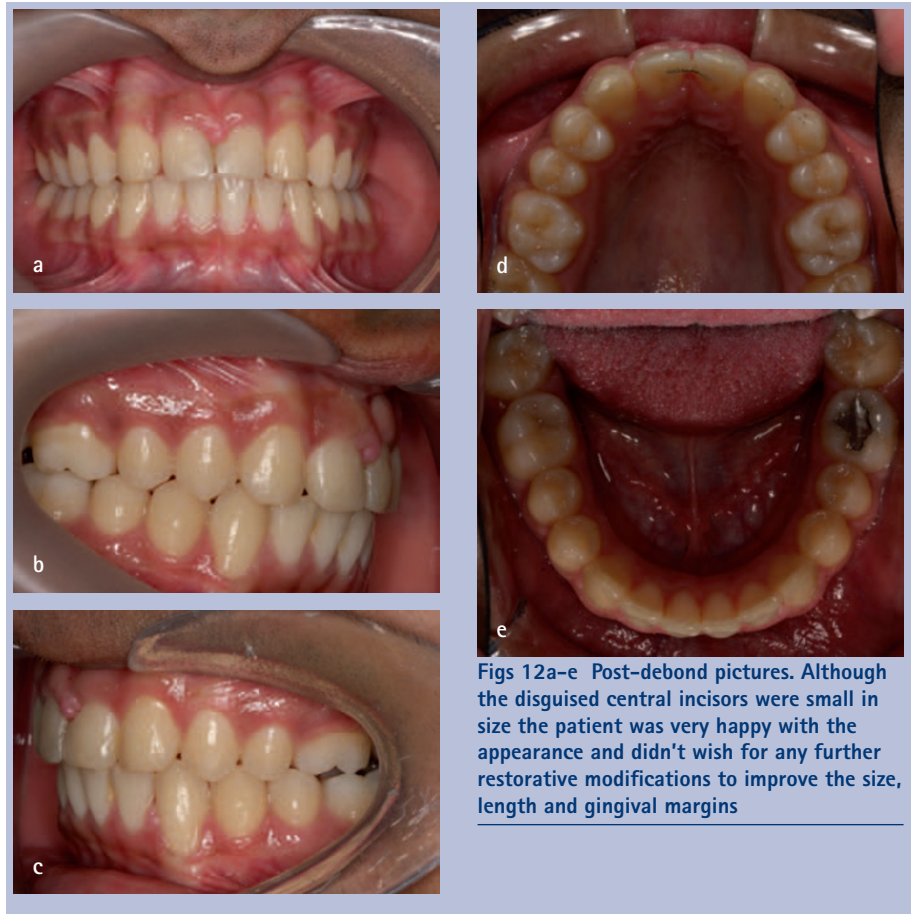 a
b
c
d
e
Figs 12a-e Post-debond pictures. Although
the disguised central incisors were small in
size the patient was very happy with the
appearance and didn't wish for any further
restorative modifications to improve the size,
length and gingival margins